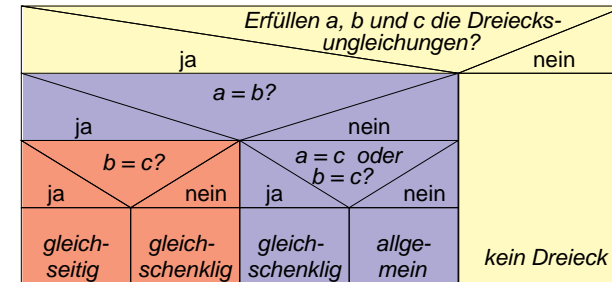 Erfüllen a, b und c die Dreiecks-
ungleichungen?
ja
nein
a = b?
ja
nein
b = c?
a = c oder
b = c?
ja
nein
ja
nein
gleich-
seitig
gleich-
schenklig
gleich-
schenklig
allge-
mein
kein Dreieck